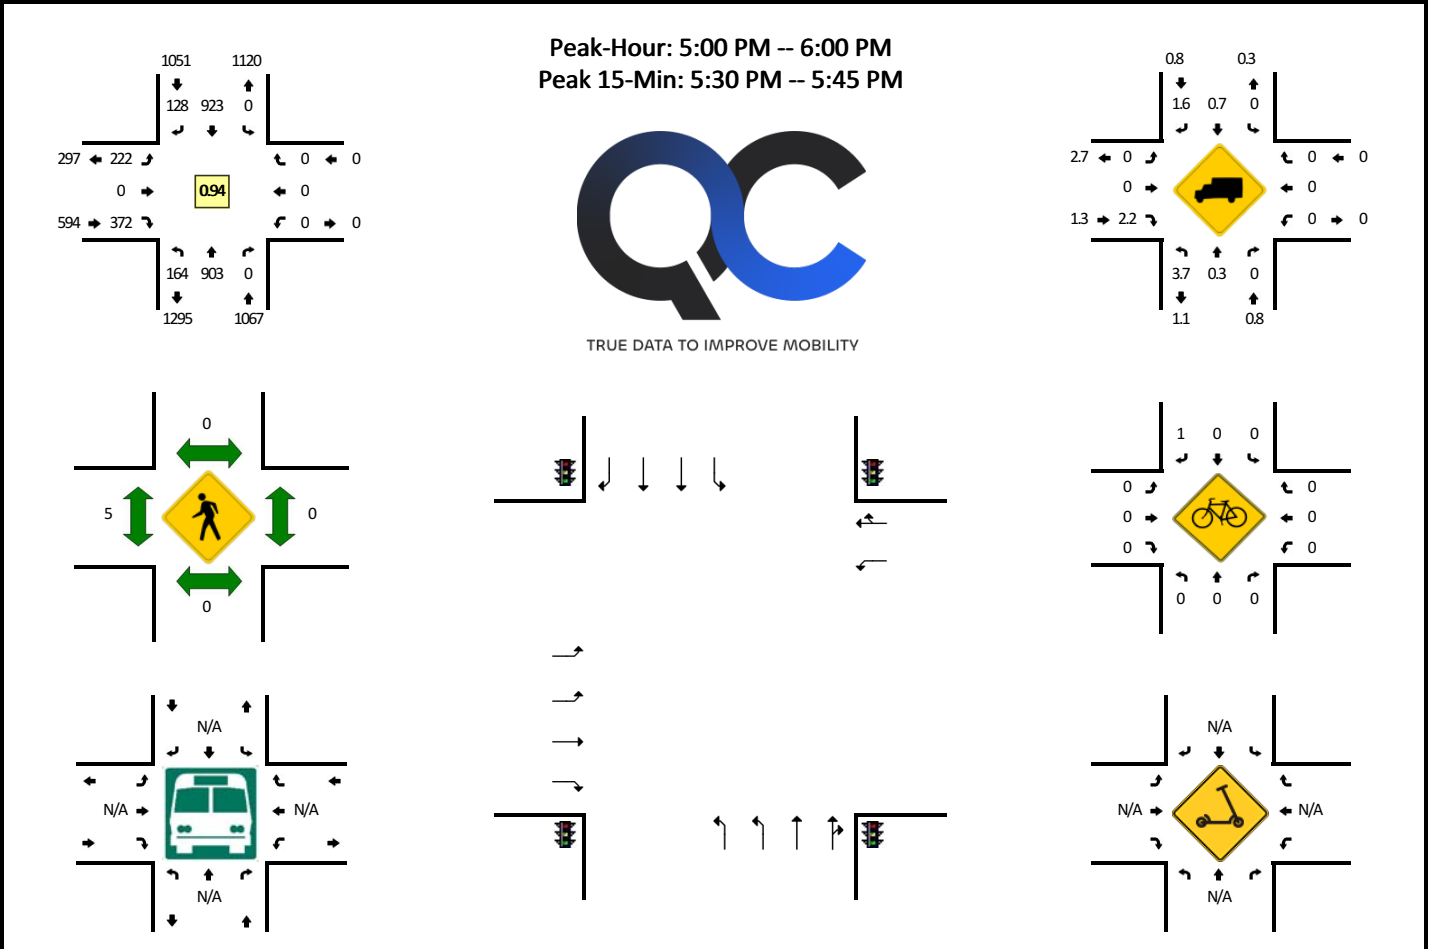 Peak-Hour: 5:00 PM -- 6:00 PM
Peak 15-Min: 5:30 PM -- 5:45 PM
1051 1120
128 923 0
297 222 0 0
0 0.94 0
594 372 0 0
164 903 0
1295 1067
QC
TRUE DATA TO IMPROVE MOBILITY
0.8 0.3
1.6 0.7 0
2.7 0 0 0
0 0
1.3 2.2 0 0
3.7 0.3 0
1.1 0.8
0
5 0
0
1 0 0
0 0
0 0
0 0
0 0 0
N/A
N/A N/A
N/A
N/A
N/A N/A
N/A